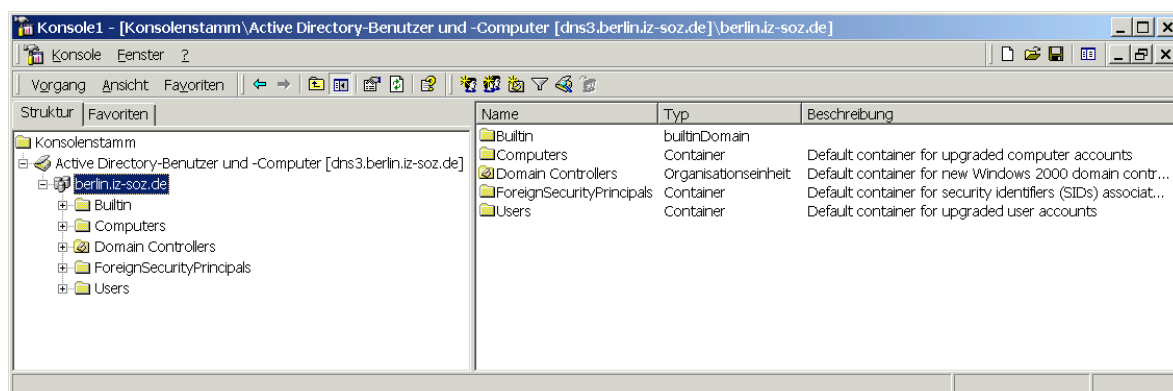 Konsole1 - [Konsolenstamm\Active Directory-Benutzer und -Computer [dns3.berlin.iz-soz.de]\berlin.iz-soz.de]
Konsole Fenster ?
Vorgang Ansicht Favoriten
Struktur Favoriten
Konsolenstamm
Active Directory-Benutzer und -Computer [dns3.berlin.iz-soz.de]
berlin.iz-soz.de
Builtin
Computers
Domain Controllers
ForeignSecurityPrincipals
Users
Name Typ Beschreibung
Builtin builtinDomain
Computers Container Default container for upgraded computer accounts
Domain Controllers Organisationseinheit Default container for new Windows 2000 domain contr...
ForeignSecurityPrincipals Container Default container for security identifiers (SIDs) associat...
Users Container Default container for upgraded user accounts